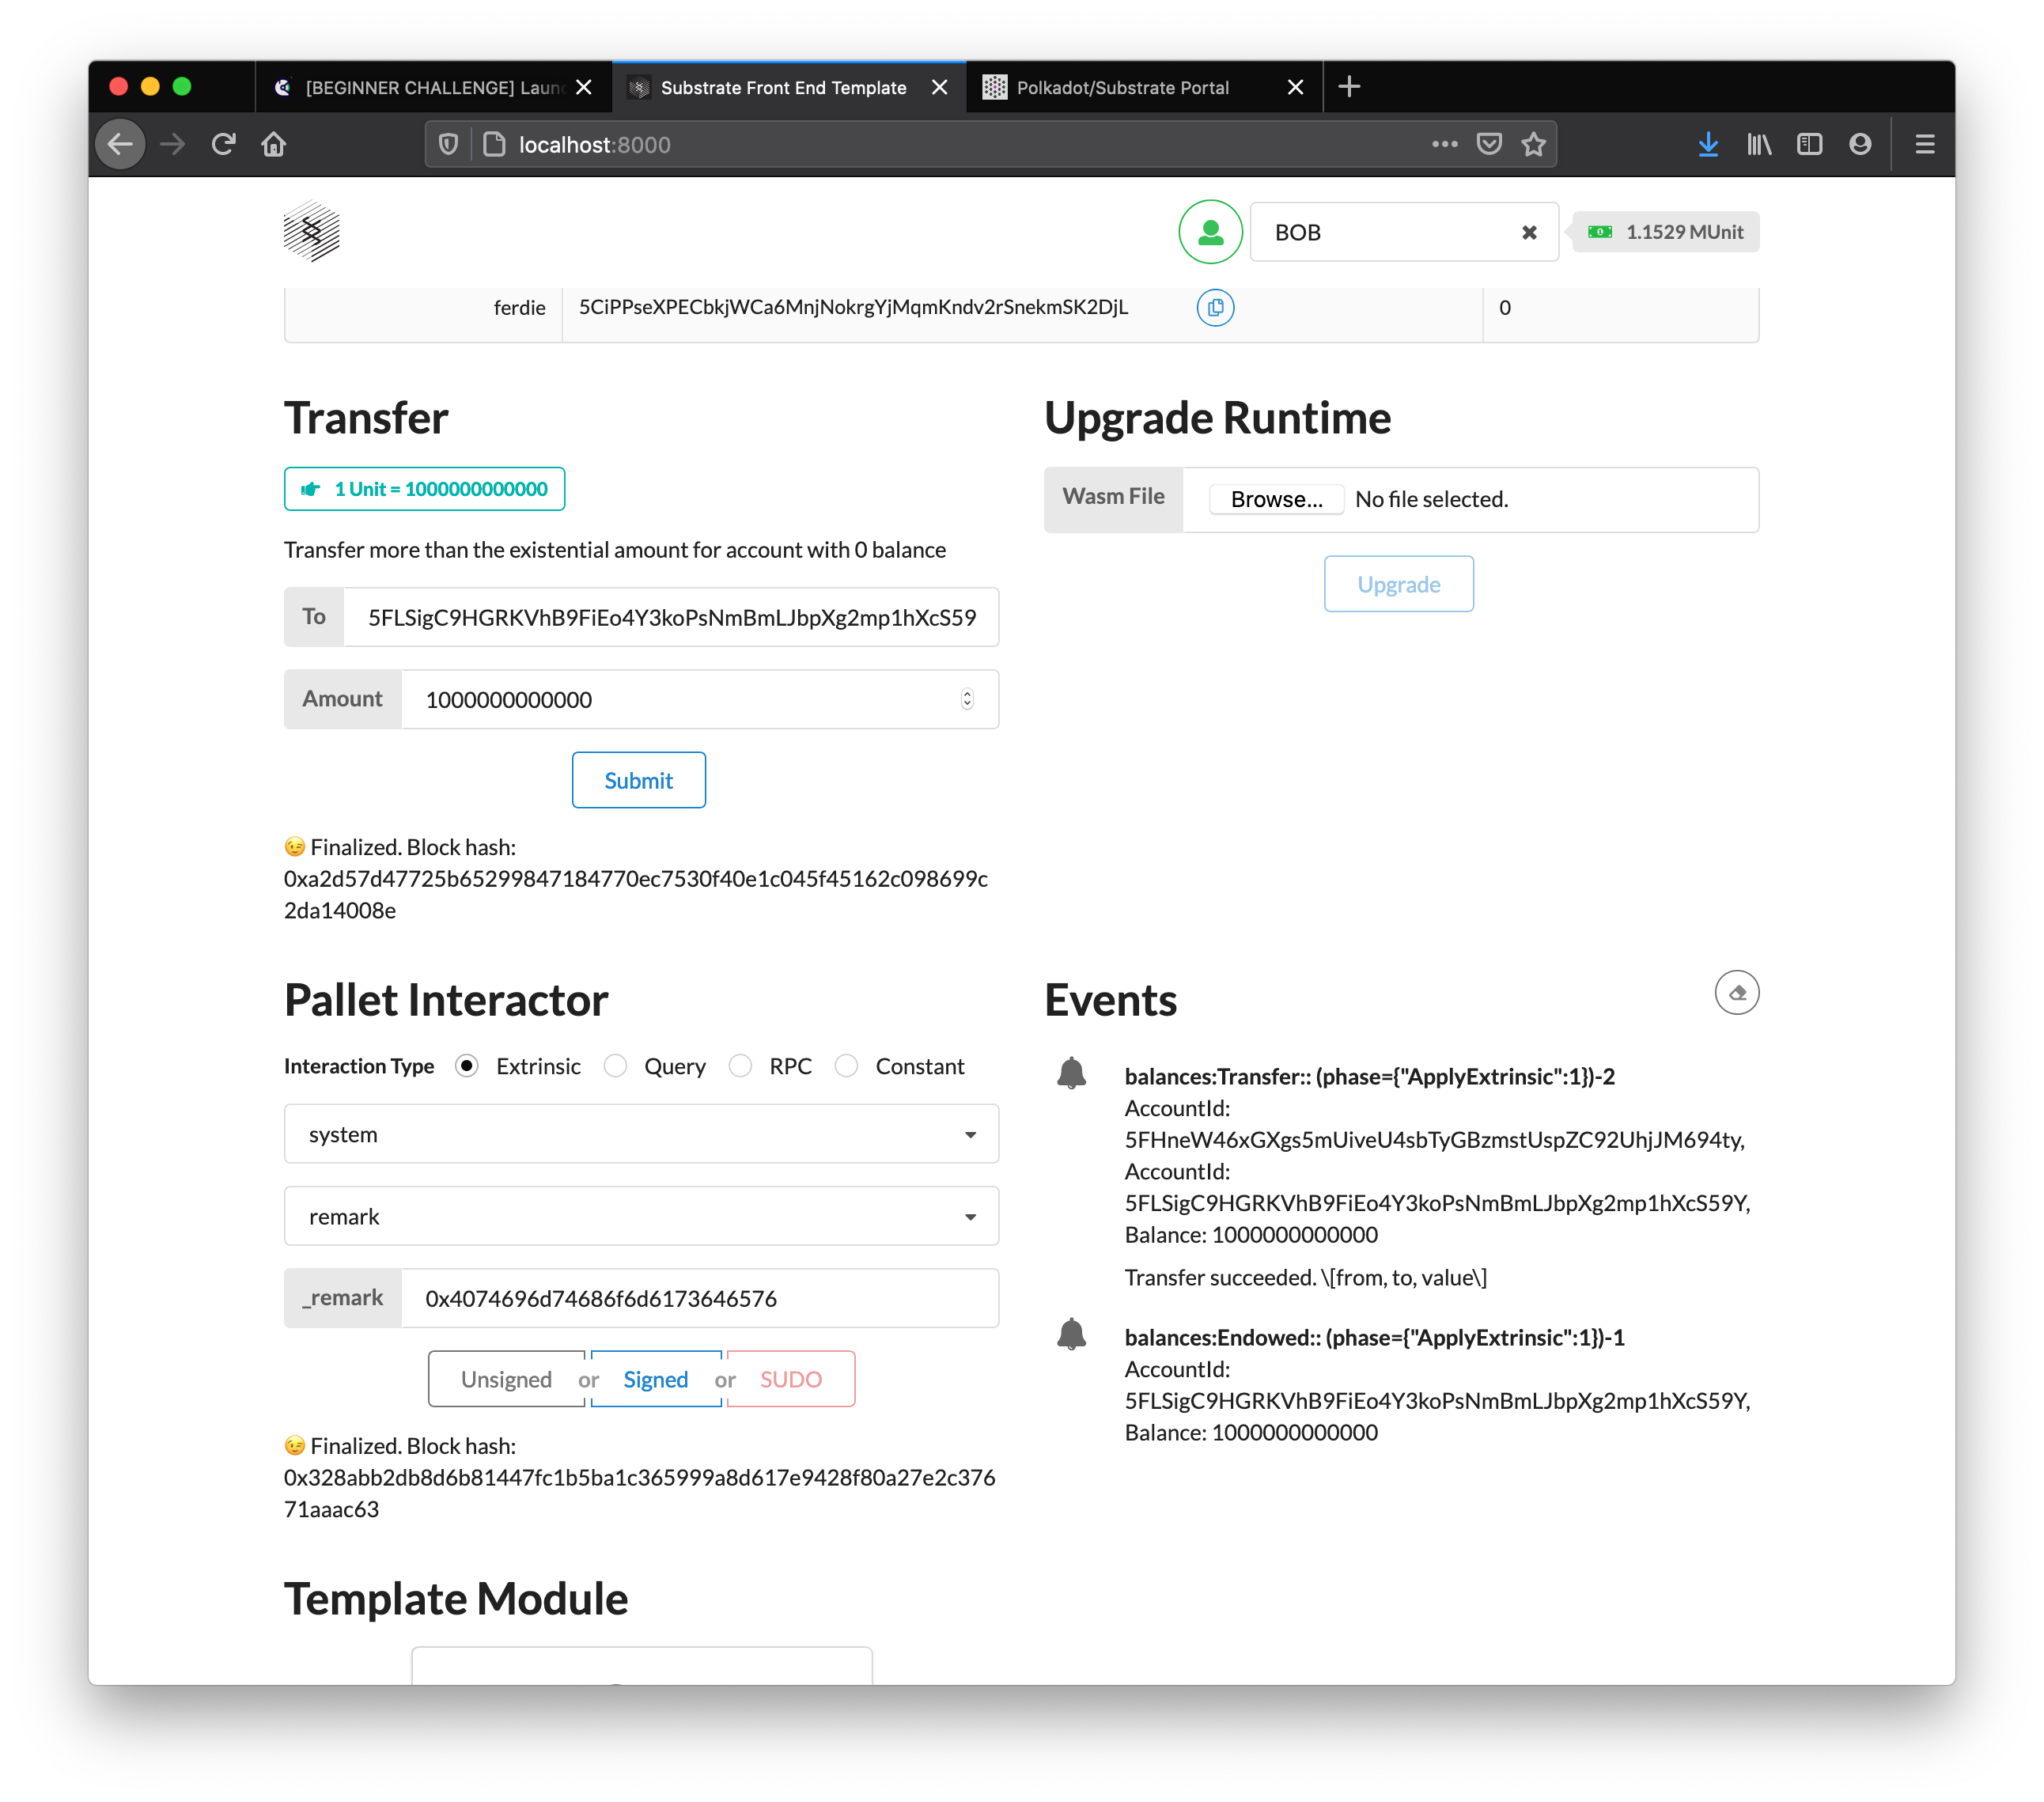 [BEGINNER CHALLENGE] Laun
Substrate Front End Template
Polkadot/Substrate Portal
localhost:8000
BOB
1.1529 MUnit
ferdie 5CiPPseXPECbkjWCa6MnjNokrgYjMqmKndv2rSnekmSK2DjL 0
Transfer
1 Unit = 1000000000000
Transfer more than the existential amount for account with 0 balance
To 5FLSigC9HGRKVhB9FiEo4Y3koPsNmBmLJbpXg2mp1hXcS59
Amount 1000000000000
Submit
😉 Finalized. Block hash:
0xa2d57d47725b65299847184770ec7530f40e1c045f45162c098699c
2da14008e
Upgrade Runtime
Wasm File Browse... No file selected.
Upgrade
Pallet Interactor
Interaction Type Extrinsic Query RPC Constant
system
remark
_remark 0x4074696d74686f6d6173646576
Unsigned or Signed or SUDO
😉 Finalized. Block hash:
0x328abb2db8d6b81447fc1b5ba1c365999a8d617e9428f80a27e2c376
71aaac63
Events
balances:Transfer:: (phase={"ApplyExtrinsic":1})-2
AccountId:
5FHneW46xGXgs5mUiveU4sbTyGBzmstUspZC92UhjJM694ty,
AccountId:
5FLSigC9HGRKVhB9FiEo4Y3koPsNmBmLJbpXg2mp1hXcS59Y,
Balance: 1000000000000
Transfer succeeded. \[from, to, value\]
balances:Endowed:: (phase={"ApplyExtrinsic":1})-1
AccountId:
5FLSigC9HGRKVhB9FiEo4Y3koPsNmBmLJbpXg2mp1hXcS59Y,
Balance: 1000000000000
Template Module